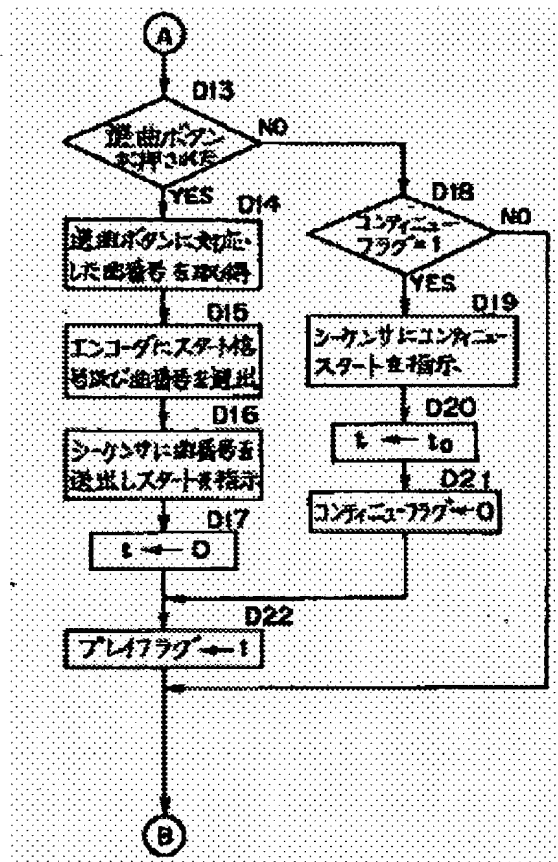 A
D13
選曲ボタン
が押された
NO
YES
D14
選曲ボタンに対応
した曲番号を取得
D15
エンコーダにスタート信
号及び曲番号を送出
D16
シーケンサに曲番号を
送出しスタートを指示
D17
t ← 0
D18
コンティニュー
フラグ=1
NO
YES
D19
シーケンサにコンティニュー
スタートを指示
D20
t ← t0
D21
コンティニューフラグ←0
D22
プレイフラグ←1
B